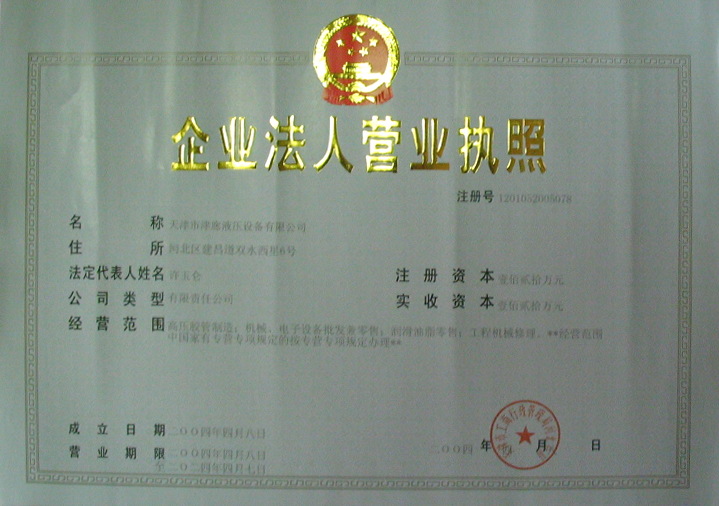 企业法人营业执照
注册号 1201052005078
名称 天津市津旋液压设备有限公司
住所 河北区建昌道双水西里6号
法定代表人姓名 许玉仑
注册资本 壹佰贰拾万元
公司类型 有限责任公司
实收资本 壹佰贰拾万元
经营范围 高压胶管制造；机械、电子设备批发兼零售；润滑油脂零售；工程机械修理。**经营范围
中国家有专营专项规定的按专营专项规定办理**
成立日期 二〇〇四年四月八日
营业期限 二〇〇四年四月八日
至二〇二四年四月七日
二〇〇四 年 月 日